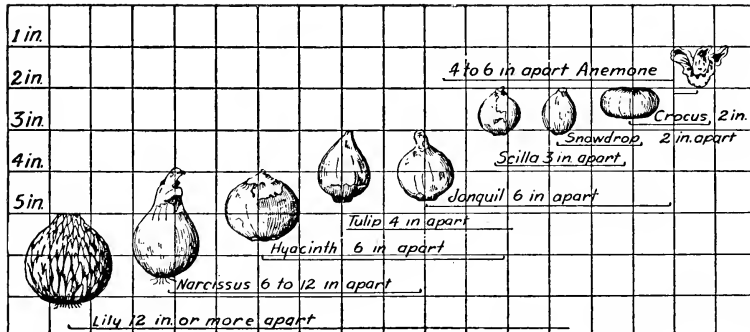 1 in.
2 in.
3 in.
4 in.
5 in.
4 to 6 in apart Anemone
Crocus, 2 in.
Snowdrop, 2 in. apart
Scilla 3 in. apart
Jonquil 6 in apart
Tulip 4 in apart
Hyacinth 6 in apart
Narcissus 6 to 12 in apart
Lily 12 in. or more apart